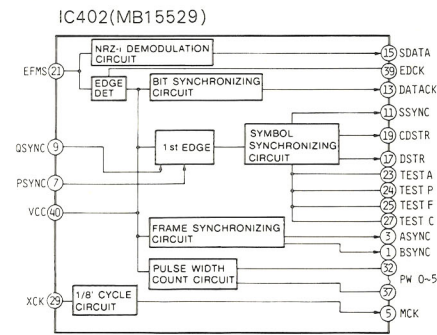 IC402(MB15529)
NRZ-i DEMODULATION
CIRCUIT
15 SDATA
EFMS 21
39 EDCK
EDGE
DET
BIT SYNCHRONIZING
CIRCUIT
13 DATACK
11 SSYNC
QSYNC 9
1st EDGE
SYMBOL
SYNCHRONIZING
CIRCUIT
19 CDSTR
17 DSTR
PSYNC 7
23 TEST A
24 TEST P
25 TEST F
VCC 40
27 TEST C
FRAME SYNCHRONIZING
CIRCUIT
3 ASYNC
1 BSYNC
PULSE WIDTH
COUNT CIRCUIT
32
PW 0~5
37
XCK 29
1/8' CYCLE
CIRCUIT
5 MCK